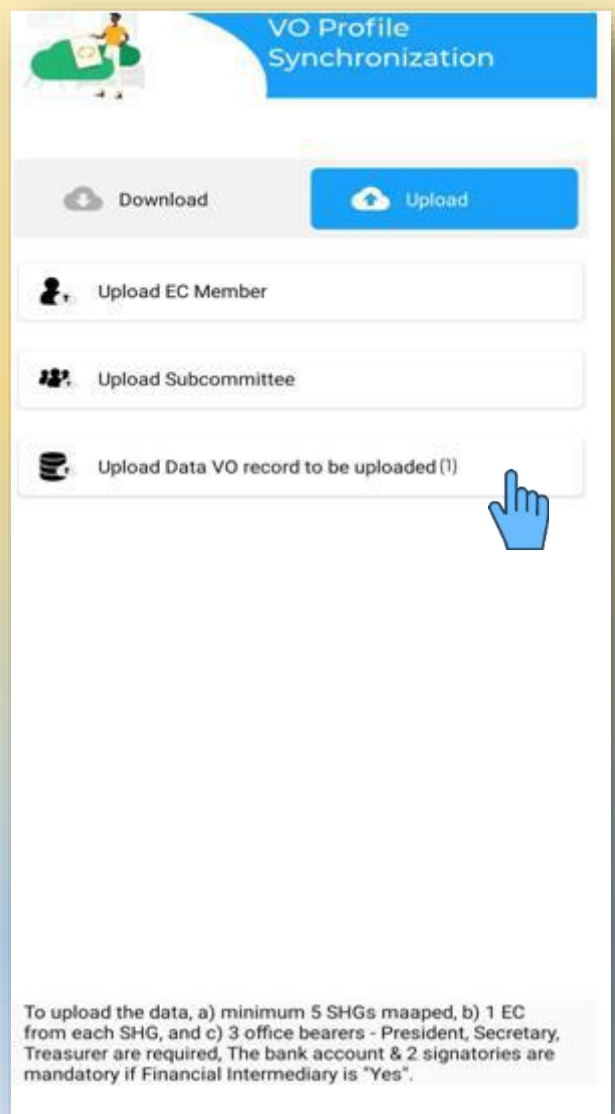 VO Profile
Synchronization
Download
Upload
Upload EC Member
Upload Subcommittee
Upload Data VO record to be uploaded (1)
To upload the data, a) minimum 5 SHGs maaped, b) 1 EC
from each SHG, and c) 3 office bearers - President, Secretary,
Treasurer are required, The bank account & 2 signatories are
mandatory if Financial Intermediary is "Yes".